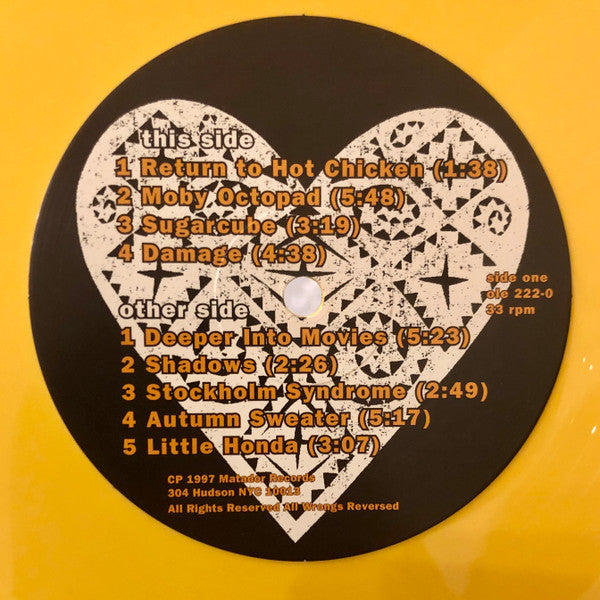 this side
1 Return to Hot Chicken (1:38)
2 Moby Octopad (5:48)
3 Sugarcube (3:19)
4 Damage (4:38)
side one
ole 222-0
33 rpm
other side
1 Deeper Into Movies (5:23)
2 Shadows (2:26)
3 Stockholm Syndrome (2:49)
4 Autumn Sweater (5:17)
5 Little Honda (3:07)
CP 1997 Matador Records
304 Hudson NYC 10013
All Rights Reserved All Wrongs Reversed